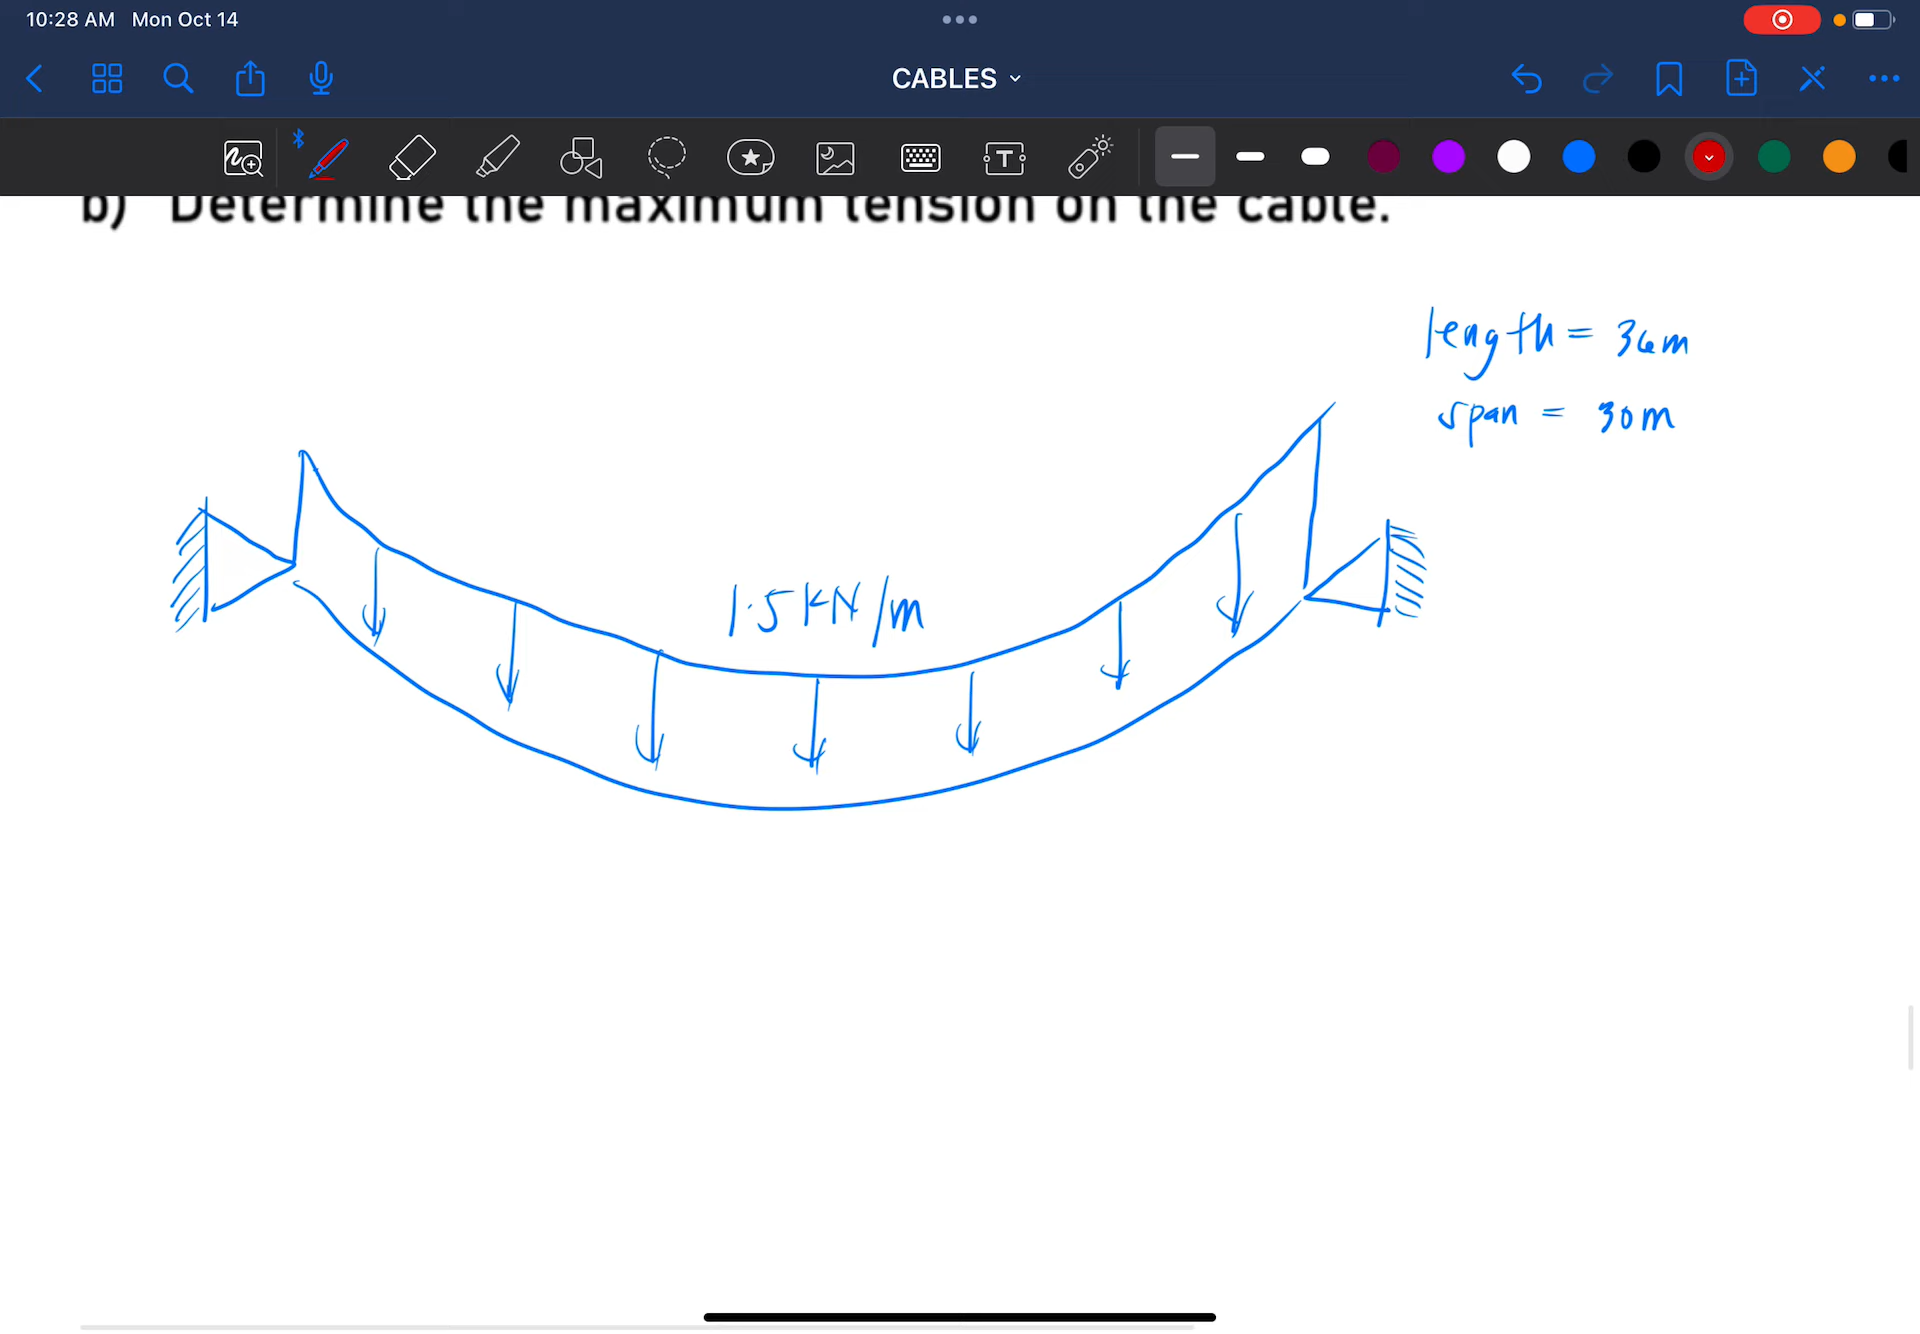 10:28 AM Mon Oct 14
CABLES
T
b) Determine the maximum tension on the cable.
length = 36m
span = 30m
1.5 KN/m